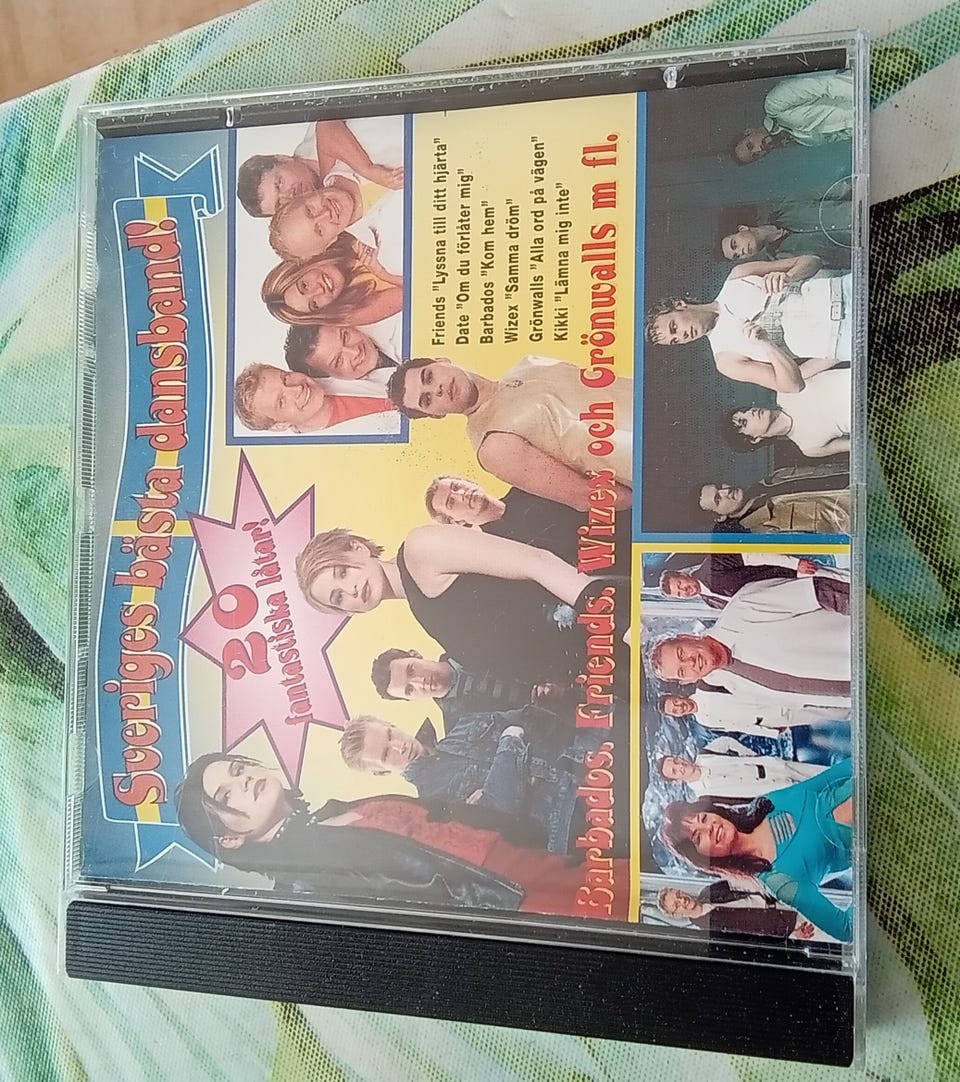 Sveriges bästa dansband!
20
fantastiska låtar!
Friends "Lyssna till ditt hjärta"
Date "Om du förlåter mig"
Barbados "Kom hem"
Wizex "Samma dröm"
Grönwalls "Alla ord på vägen"
Kikki "Lämna mig inte"
Barbados. Friends. Wizex och Grönwalls m fl.